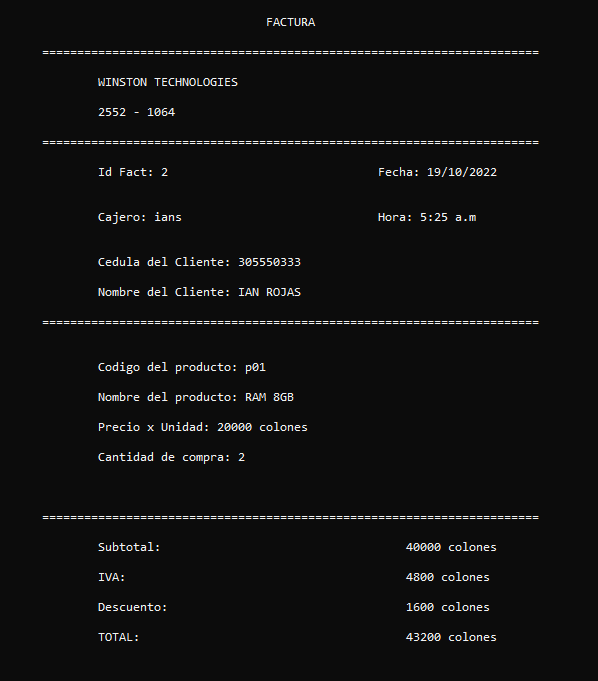 FACTURA
=======================================================================
WINSTON TECHNOLOGIES
2552 - 1064
=======================================================================
Id Fact: 2 Fecha: 19/10/2022
Cajero: ians Hora: 5:25 a.m
Cedula del Cliente: 305550333
Nombre del Cliente: IAN ROJAS
=======================================================================
Codigo del producto: p01
Nombre del producto: RAM 8GB
Precio x Unidad: 20000 colones
Cantidad de compra: 2
=======================================================================
Subtotal: 40000 colones
IVA: 4800 colones
Descuento: 1600 colones
TOTAL: 43200 colones